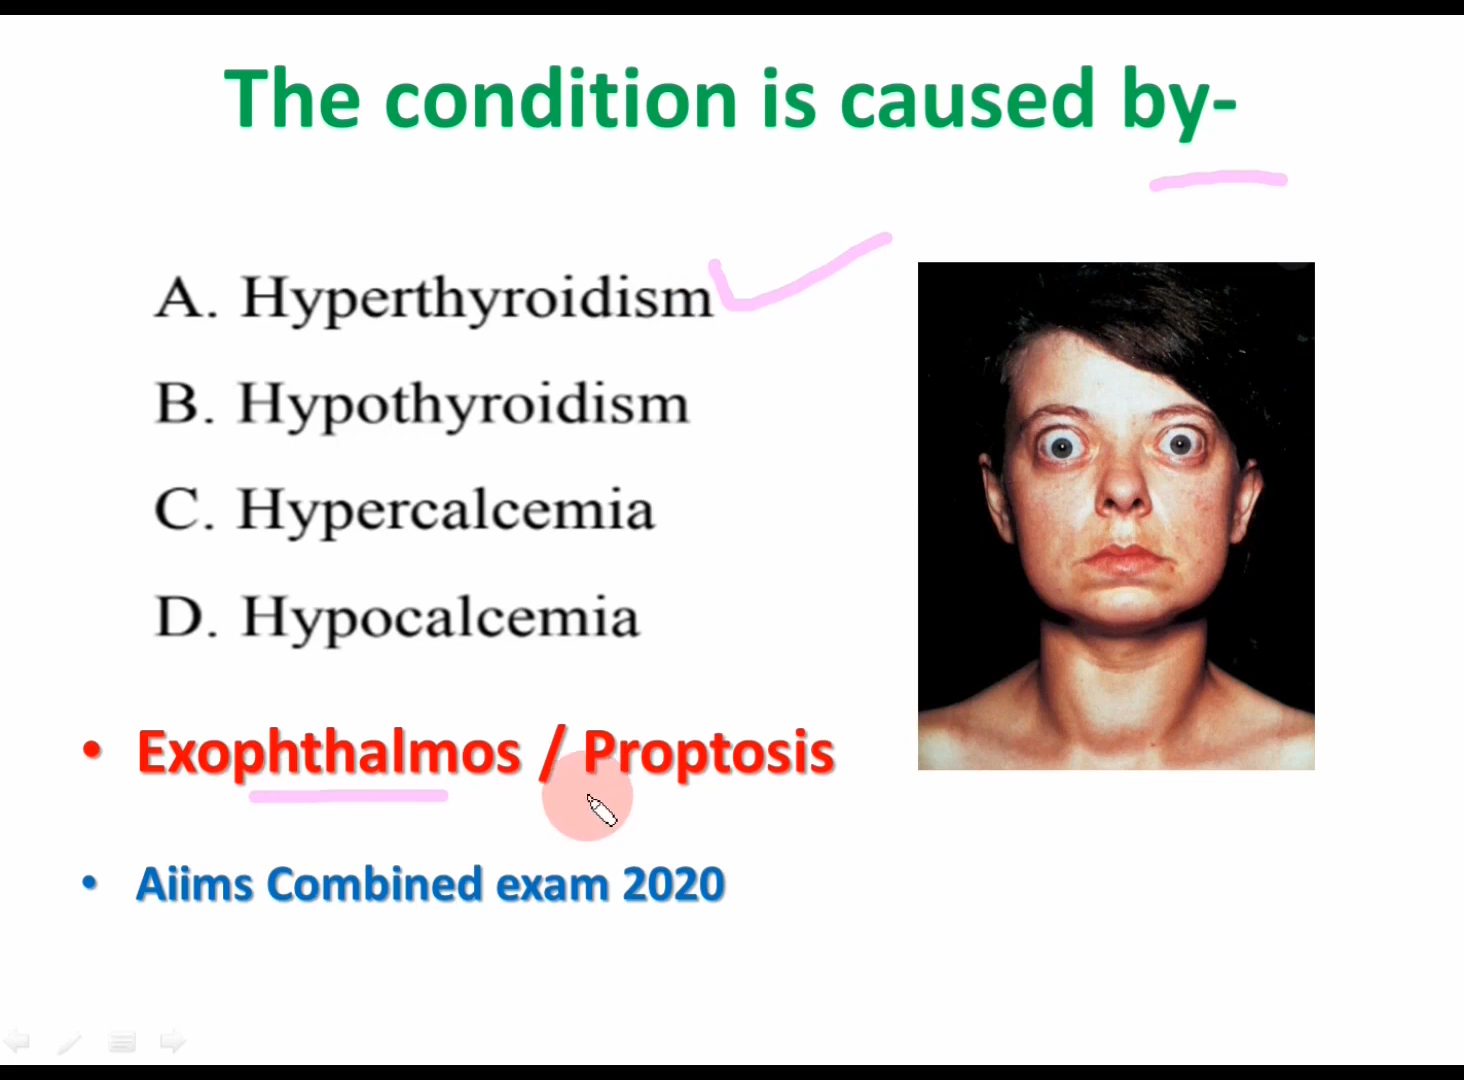 The condition is caused by-
A. Hyperthyroidism
B. Hypothyroidism
C. Hypercalcemia
D. Hypocalcemia
• Exophthalmos / Proptosis
• Aiims Combined exam 2020